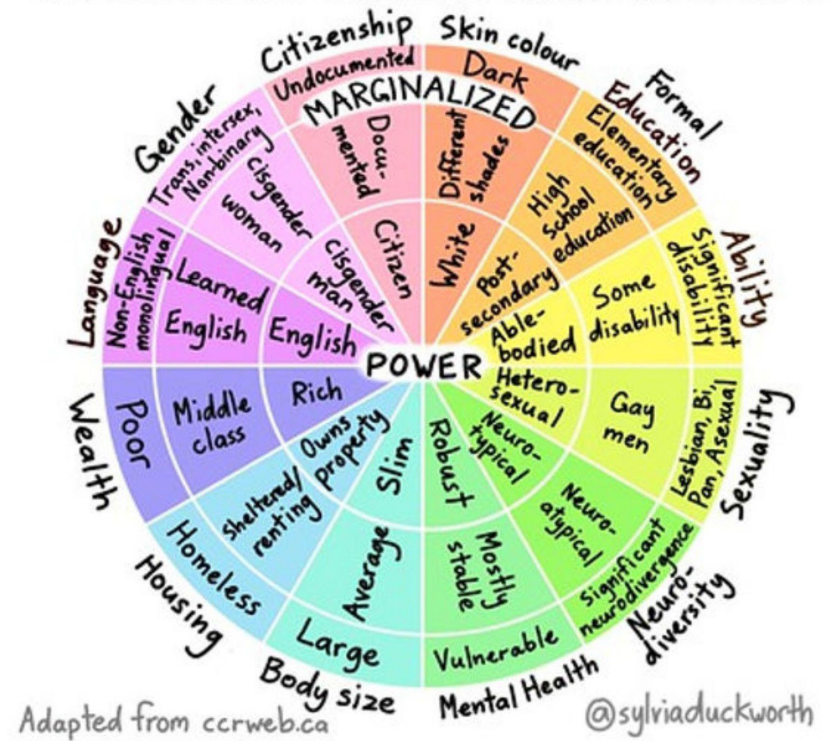 Citizenship
Undocumented
Docu-
mented
Citizen
Skin colour
Dark
Different
shades
White
Formal
Education
Elementary
education
High
school
education
Post-
secondary
Ability
Significant
disability
Some
disability
Able-
bodied
Sexuality
Lesbian, Bi,
Pan, Asexual
Gay
men
Hetero-
sexual
Neuro-
diversity
Significant
neurodivergence
Neuro-
atypical
Neuro-
typical
Mental Health
Vulnerable
Mostly
stable
Robust
Body size
Large
Average
Slim
Housing
Homeless
Sheltered/
renting
Owns
property
Wealth
Poor
Middle
class
Rich
Language
Non-English
monolingual
Learned
English
English
Gender
Trans, intersex,
Non-binary
cisgender
woman
cisgender
man
MARGINALIZED
POWER
Adapted from ccrweb.ca
@sylviaduckworth